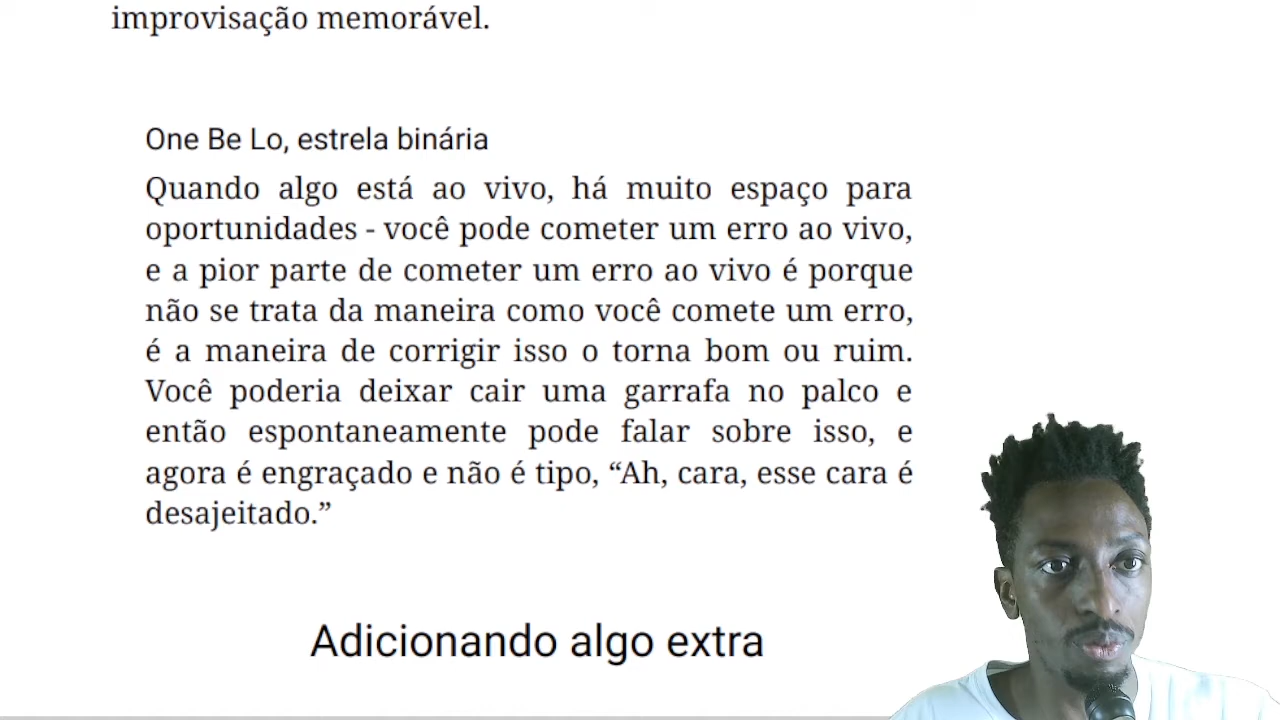 improvisação memorável.
One Be Lo, estrela binária
Quando algo está ao vivo, há muito espaço para
oportunidades - você pode cometer um erro ao vivo,
e a pior parte de cometer um erro ao vivo é porque
não se trata da maneira como você comete um erro,
é a maneira de corrigir isso o torna bom ou ruim.
Você poderia deixar cair uma garrafa no palco e
então espontaneamente pode falar sobre isso, e
agora é engraçado e não é tipo, “Ah, cara, esse cara é
desajeitado.”
Adicionando algo extra